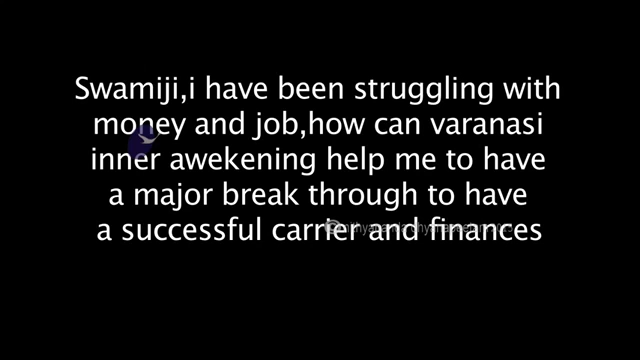 Swamiji,i have been struggling with
money and job,how can varanasi
inner awekening help me to have
a major break through to have
a successful carrier and finances